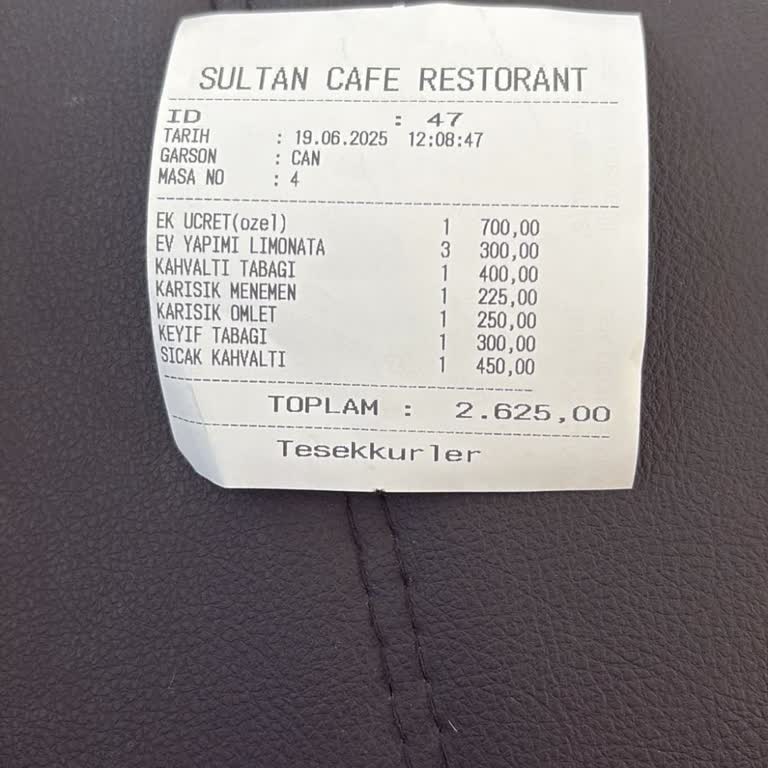 SULTAN CAFE RESTORANT
ID : 47
TARIH : 19.06.2025 12:08:47
GARSON : CAN
MASA NO : 4
EK UCRET(ozel) 1 700,00
EV YAPIMI LIMONATA 3 300,00
KAHVALTI TABAGI 1 400,00
KARISIK MENEMEN 1 225,00
KARISIK OMLET 1 250,00
KEYIF TABAGI 1 300,00
SICAK KAHVALTI 1 450,00
TOPLAM : 2.625,00
Tesekkurler